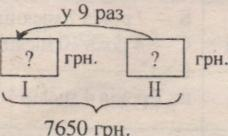 у 9 раз
? грн. ? грн.
I II
7650 грн.